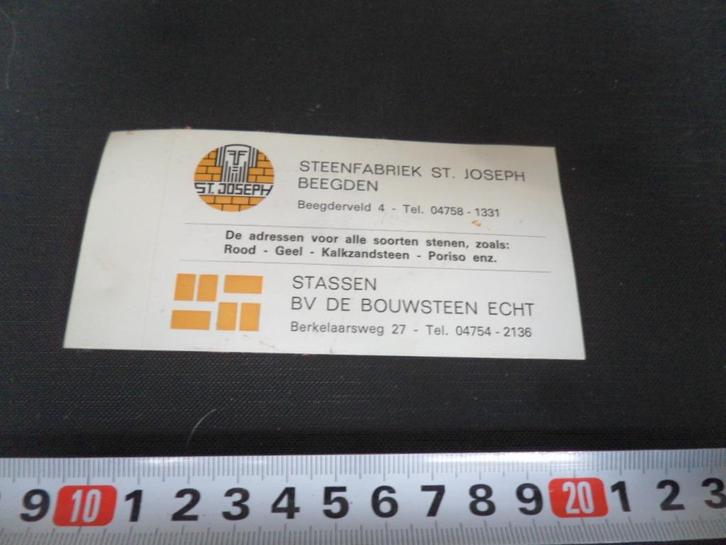 ST. JOSEPH
STEENFABRIEK ST. JOSEPH
BEEGDEN
Beegderveld 4 - Tel. 04758 - 1331
De adressen voor alle soorten stenen, zoals:
Rood - Geel - Kalkzandsteen - Poriso enz.
STASSEN
BV DE BOUWSTEEN ECHT
Berkelaarsweg 27 - Tel. 04754 - 2136
9 10 1 2 3 4 5 6 7 8 9 20 1 2 3